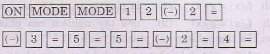 ON MODE MODE 1 2 (–) 2 =
(–) 3 = 5 = 5 = (–) 2 = 4 =